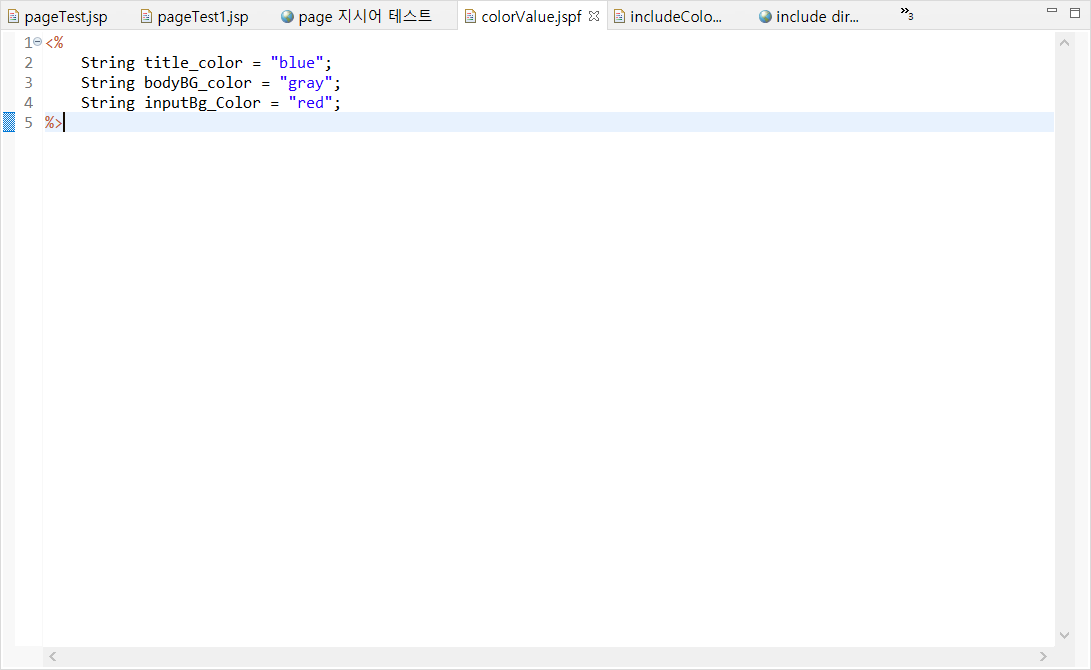 pageTest.jsp pageTest1.jsp page 지시어 테스트 colorValue.jspf includeColo... include dir... »3
1 <%
2 String title_color = "blue";
3 String bodyBG_color = "gray";
4 String inputBg_Color = "red";
5 %>